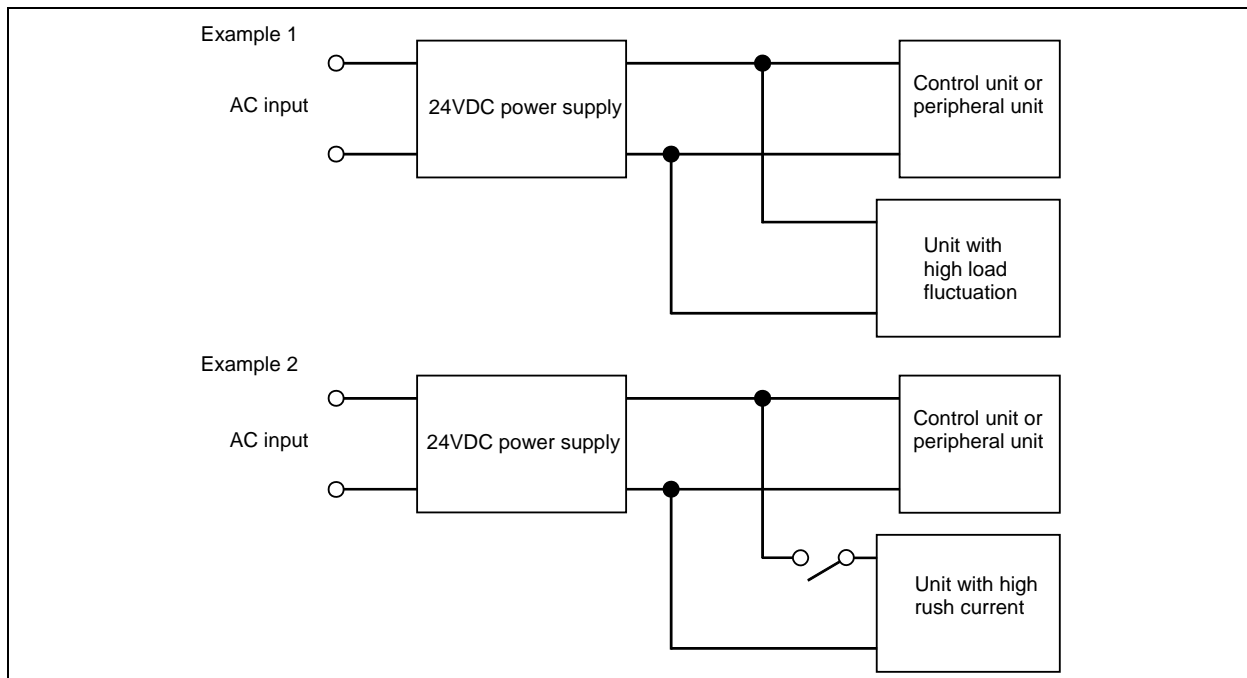 Example 1
AC input
24VDC power supply
Control unit or
peripheral unit
Unit with
high load
fluctuation
Example 2
AC input
24VDC power supply
Control unit or
peripheral unit
Unit with high
rush current